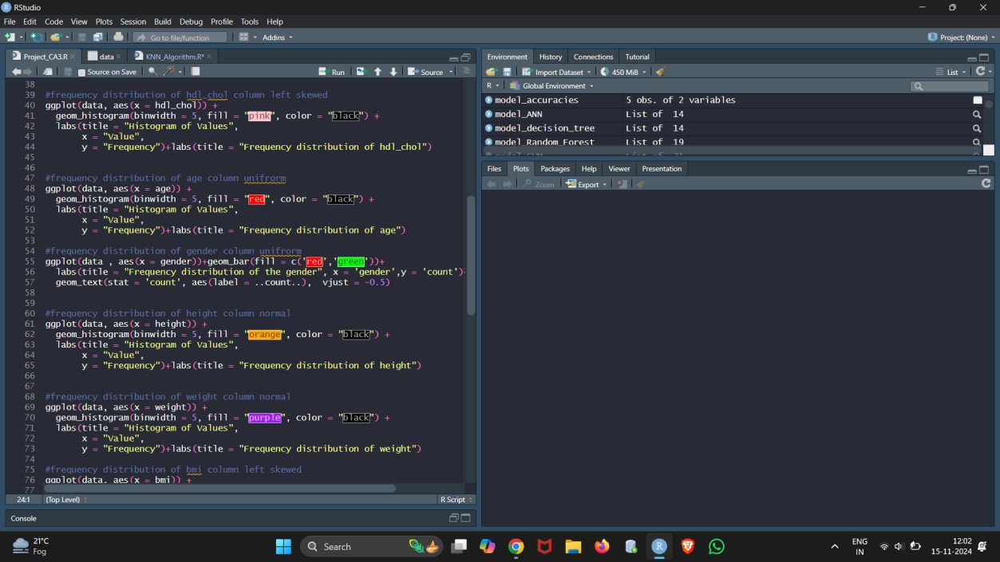 RStudio
File Edit Code View Plots Session Build Debug Profile Tools Help
Go to file/function Addins Project: (None)
Project_CA3.R data KNN_Algorithm.R*
Source on Save Run Source
38
39 #frequency distribution of hdl_chol column left skewed
40 ggplot(data, aes(x = hdl_chol)) +
41 geom_histogram(binwidth = 5, fill = "pink", color = "black") +
42 labs(title = "Histogram of Values",
43 x = "Value",
44 y = "Frequency")+labs(title = "Frequency distribution of hdl_chol")
45
46
47 #frequency distribution of age column unifrorm
48 ggplot(data, aes(x = age)) +
49 geom_histogram(binwidth = 5, fill = "red", color = "black") +
50 labs(title = "Histogram of Values",
51 x = "Value",
52 y = "Frequency")+labs(title = "Frequency distribution of age")
53
54 #frequency distribution of gender column unifrorm
55 ggplot(data , aes(x = gender))+geom_bar(fill = c('red','green'))+
56 labs(title = "Frequency distribution of the gender", x = 'gender',y = 'count')+
57 geom_text(stat = 'count', aes(label = ..count..), vjust = -0.5)
58
59
60 #frequency distribution of height column normal
61 ggplot(data, aes(x = height)) +
62 geom_histogram(binwidth = 5, fill = "orange", color = "black") +
63 labs(title = "Histogram of Values",
64 x = "Value",
65 y = "Frequency")+labs(title = "Frequency distribution of height")
66
67
68 #frequency distribution of weight column normal
69 ggplot(data, aes(x = weight)) +
70 geom_histogram(binwidth = 5, fill = "purple", color = "black") +
71 labs(title = "Histogram of Values",
72 x = "Value",
73 y = "Frequency")+labs(title = "Frequency distribution of weight")
74
75 #frequency distribution of bmi column left skewed
76 ggplot(data, aes(x = bmi)) +
77
24:1 (Top Level) R Script
Console
Environment History Connections Tutorial
Import Dataset 450 MiB List
R Global Environment
model_accuracies 5 obs. of 2 variables
model_ANN List of 14
model_decision_tree List of 14
model_Random_Forest List of 19
Files Plots Packages Help Viewer Presentation
Zoom Export
21°C
Fog
Search
ENG
IN
12:02
15-11-2024